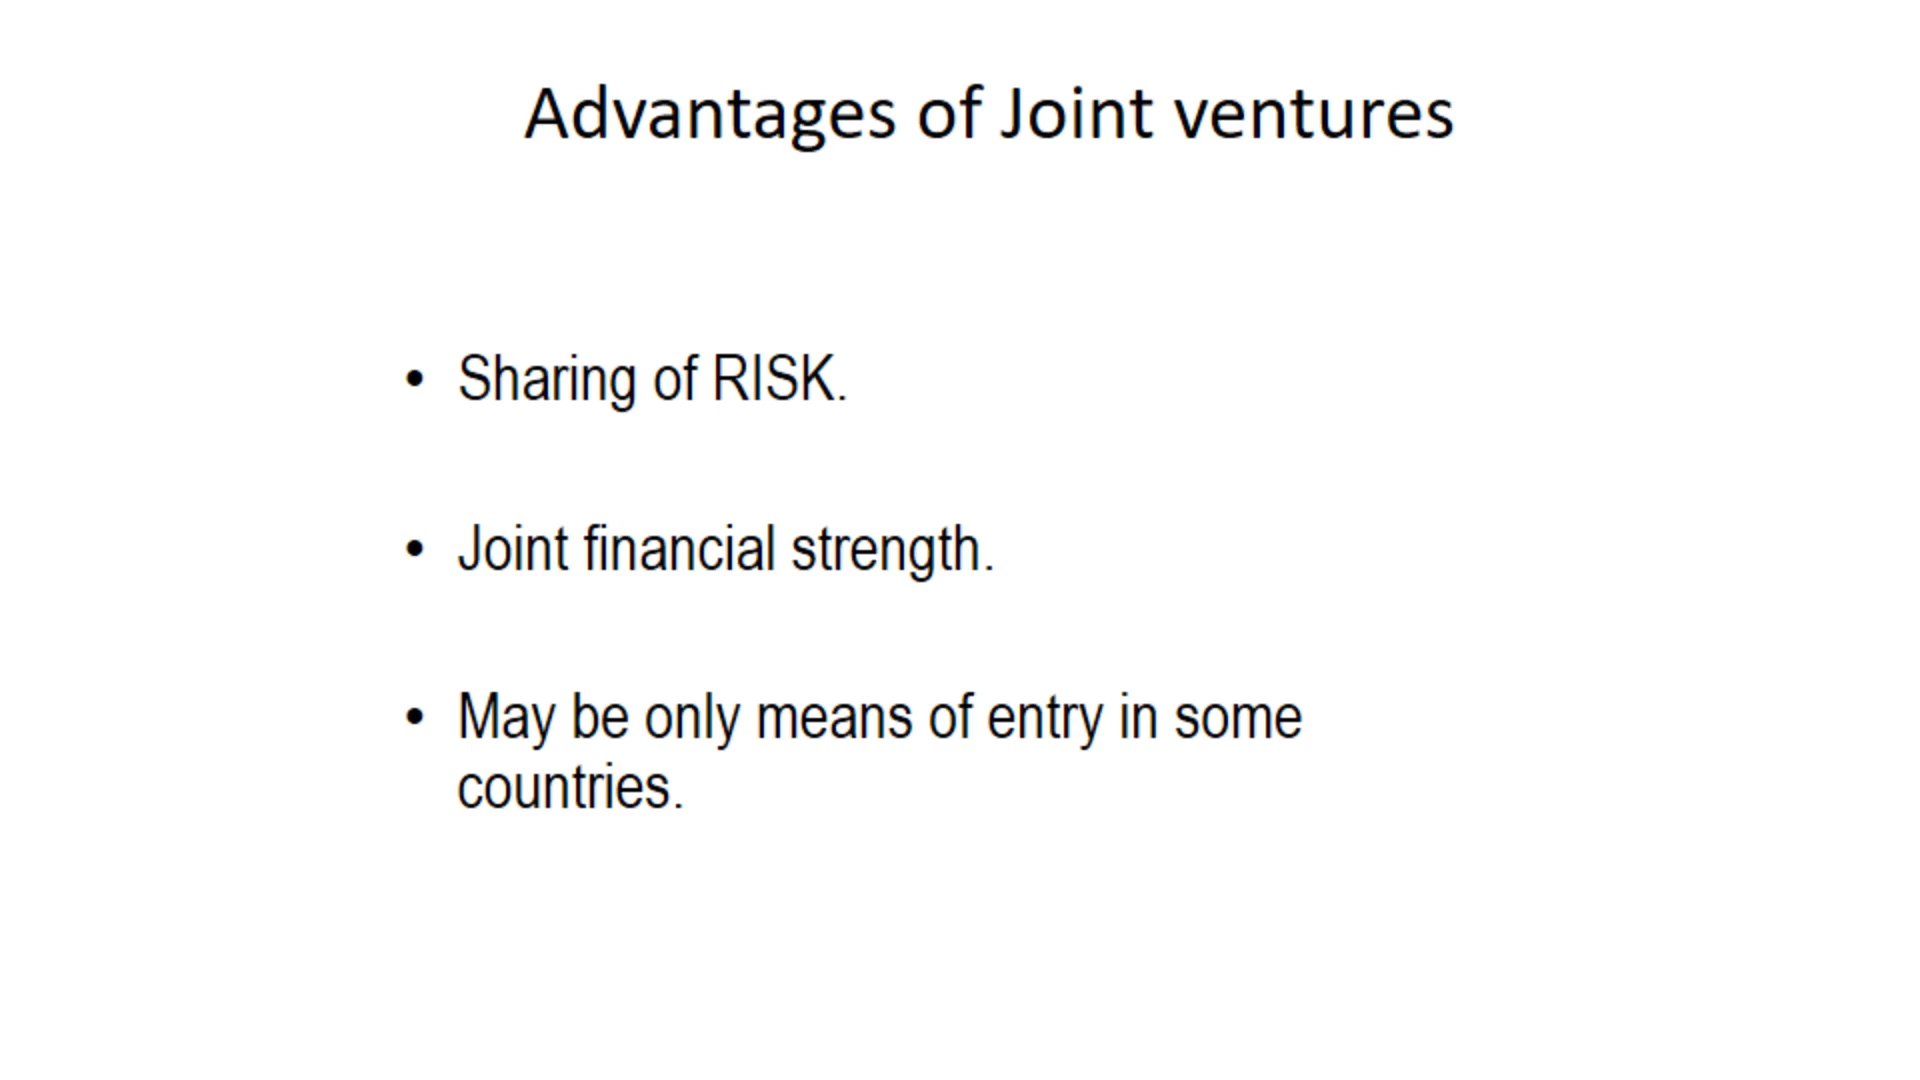 Advantages of Joint ventures
• Sharing of RISK.
• Joint financial strength.
• May be only means of entry in some
countries.